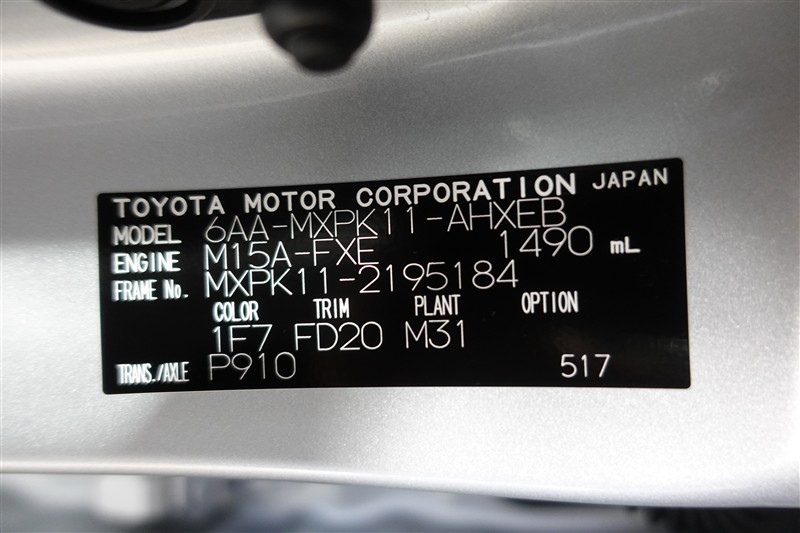 TOYOTA MOTOR CORPORATION JAPAN
MODEL 6AA-MXPK11-AHXEB
ENGINE M15A-FXE 1490 mL
FRAME No. MXPK11-2195184
COLOR TRIM PLANT OPTION
1F7 FD20 M31
TRANS./AXLE P910 517